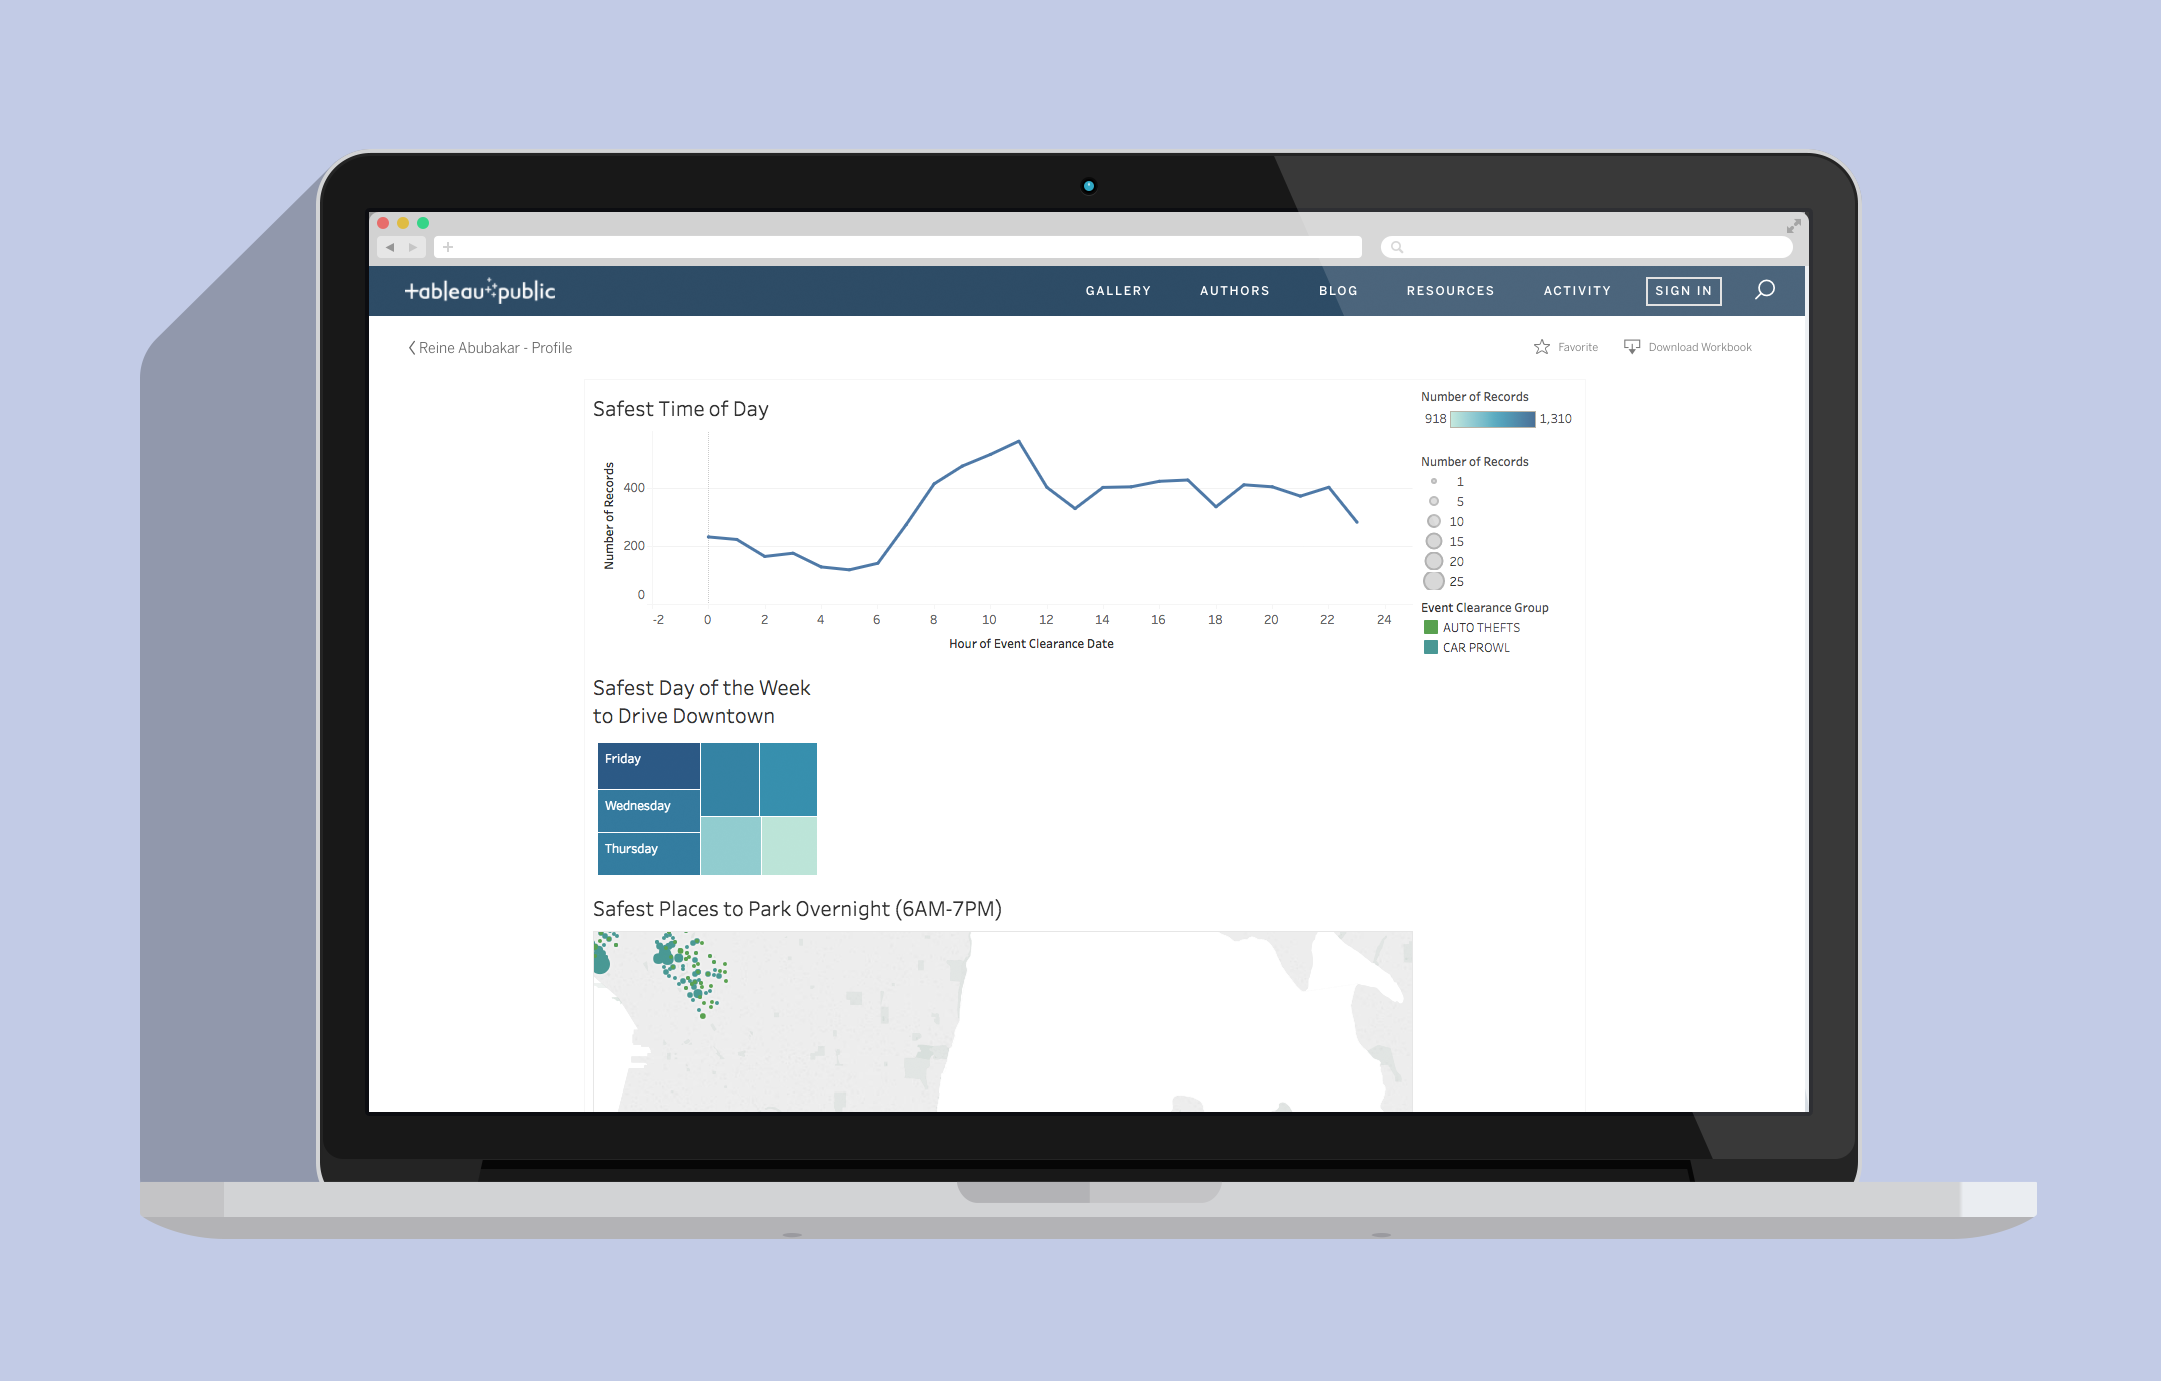 tableau public
GALLERY AUTHORS BLOG RESOURCES ACTIVITY SIGN IN
Reine Abubakar - Profile
Favorite Download Workbook
Safest Time of Day
Number of Records
400
200
0
-2 0 2 4 6 8 10 12 14 16 18 20 22 24
Hour of Event Clearance Date
Number of Records
918 1,310
Number of Records
1
5
10
15
20
25
Event Clearance Group
AUTO THEFTS
CAR PROWL
Safest Day of the Week
to Drive Downtown
Friday
Wednesday
Thursday
Safest Places to Park Overnight (6AM-7PM)